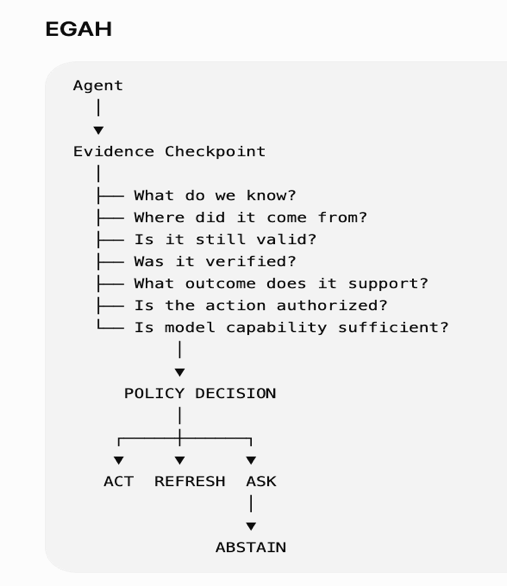 EGAH
Agent
Evidence Checkpoint
What do we know?
Where did it come from?
Is it still valid?
Was it verified?
What outcome does it support?
Is the action authorized?
Is model capability sufficient?
POLICY DECISION
ACT REFRESH ASK
ABSTAIN